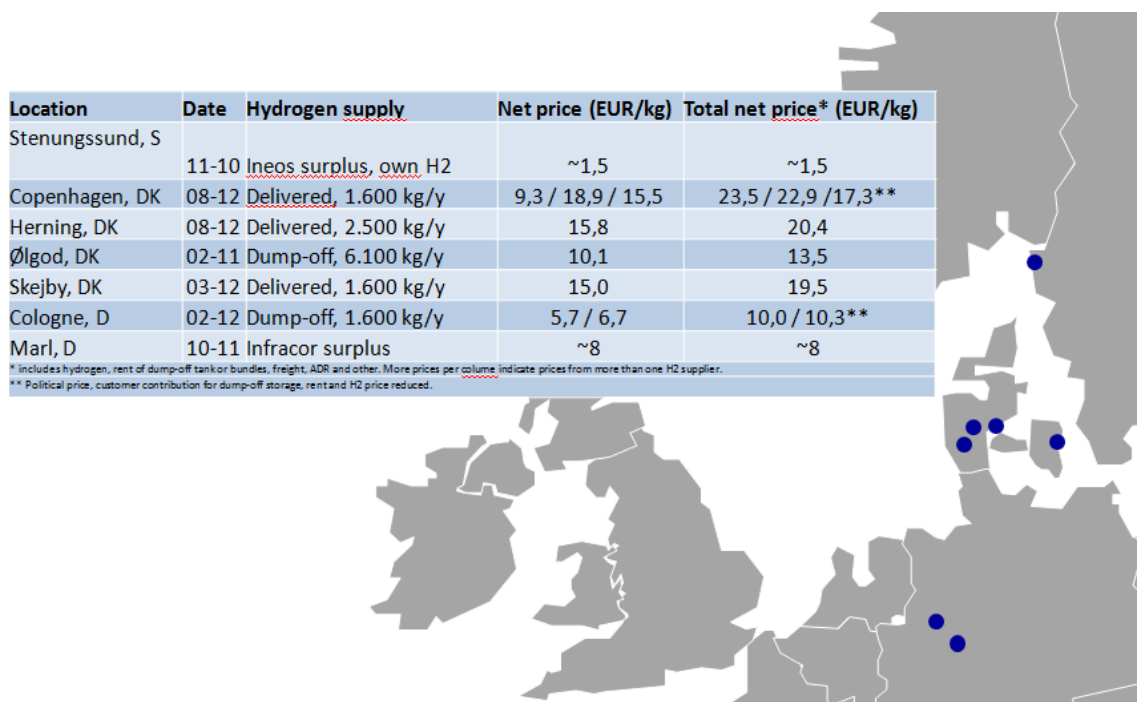 Location Date Hydrogen supply Net price (EUR/kg) Total net price* (EUR/kg)
Stenungssund, S
11-10 Ineos surplus, own H2 ~1,5 ~1,5
Copenhagen, DK 08-12 Delivered, 1.600 kg/y 9,3 / 18,9 / 15,5 23,5 / 22,9 /17,3**
Herning, DK 08-12 Delivered, 2.500 kg/y 15,8 20,4
Ølgod, DK 02-11 Dump-off, 6.100 kg/y 10,1 13,5
Skejby, DK 03-12 Delivered, 1.600 kg/y 15,0 19,5
Cologne, D 02-12 Dump-off, 1.600 kg/y 5,7 / 6,7 10,0 / 10,3**
Marl, D 10-11 Infracor surplus ~8 ~8
* includes hydrogen, rent of dump-off tank or bundles, freight, ADR and other. More prices per colume indicate prices from more than one H2 supplier.
** Political price, customer contribution for dump-off storage, rent and H2 price reduced.